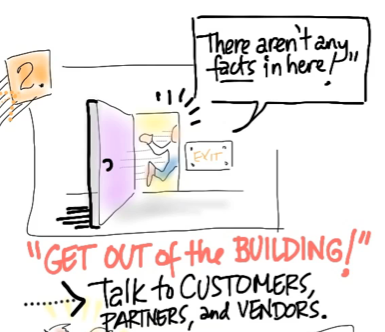 There aren't any
facts in here!"
2.
EXIT
"GET OUT of the BUILDING!"
Talk to CUSTOMERS,
PARTNERS, and VENDORS.